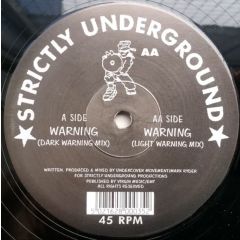 STRICTLY UNDERGROUND
AA
A SIDE
WARNING
(DARK WARNING MIX)
AA SIDE
WARNING
(LIGHT WARNING MIX)
WRITTEN, PRODUCED & MIXED BY UNDERCOVER MOVEMENT/MARK RYDER
FOR STRICTLY UNDERGROUND PRODUCTIONS
PUBLISHED BY VIRGIN MUSIC/EMI
ALL RIGHTS RESERVED
45 RPM